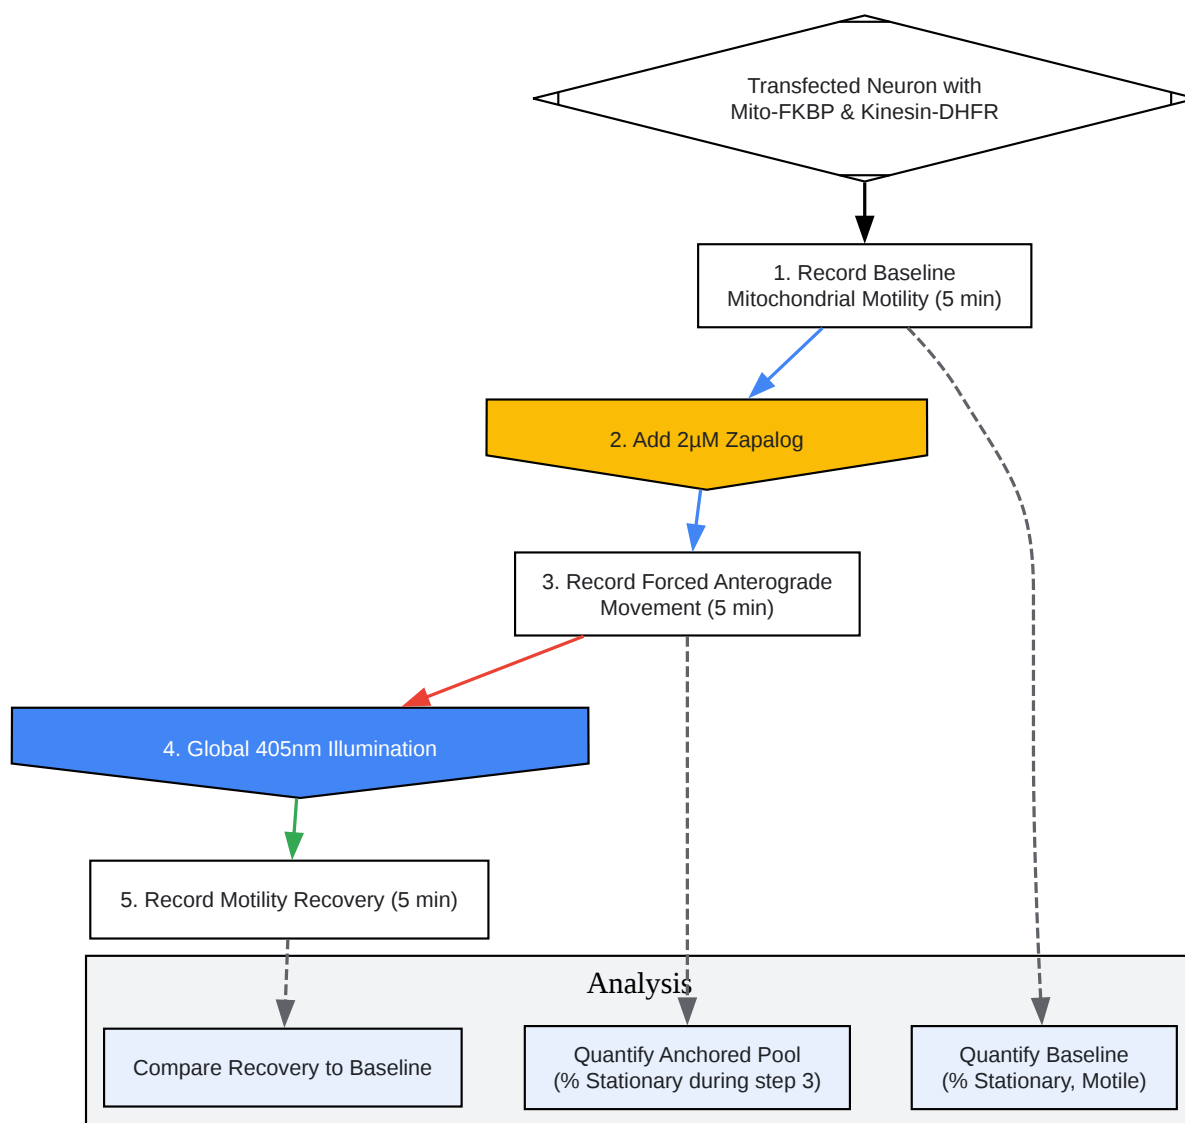 Transfected Neuron with
Mito-FKBP & Kinesin-DHFR
1. Record Baseline
Mitochondrial Motility (5 min)
2. Add 2µM Zapalog
3. Record Forced Anterograde
Movement (5 min)
4. Global 405nm Illumination
5. Record Motility Recovery (5 min)
Analysis
Compare Recovery to Baseline
Quantify Anchored Pool
(% Stationary during step 3)
Quantify Baseline
(% Stationary, Motile)